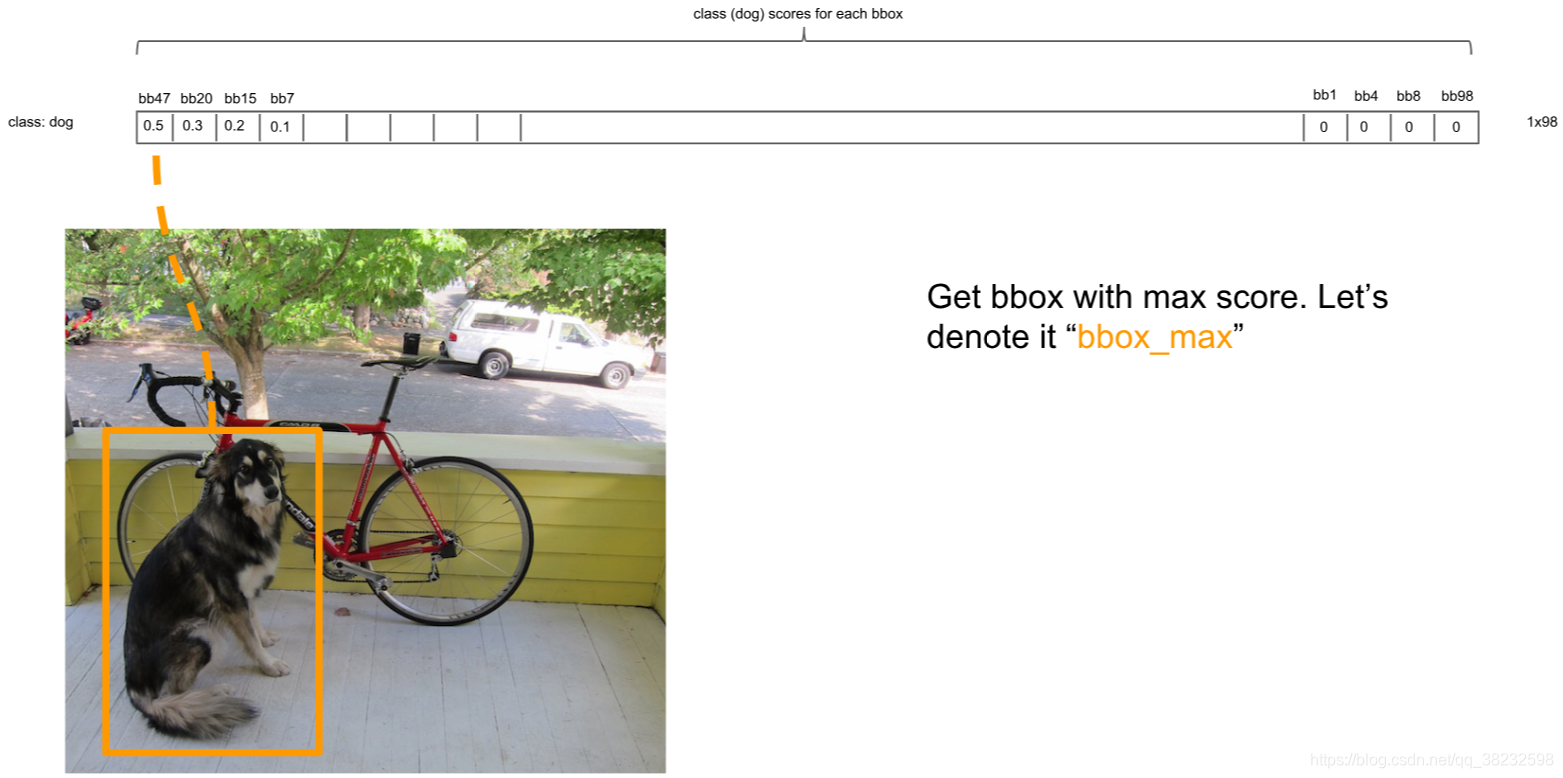 class (dog) scores for each bbox
bb47 bb20 bb15 bb7 bb1 bb4 bb8 bb98
class: dog 0.5 0.3 0.2 0.1 0 0 0 0 1x98
Get bbox with max score. Let’s
denote it “bbox_max”
ndale
https://blog.csdn.net/qq_38232598